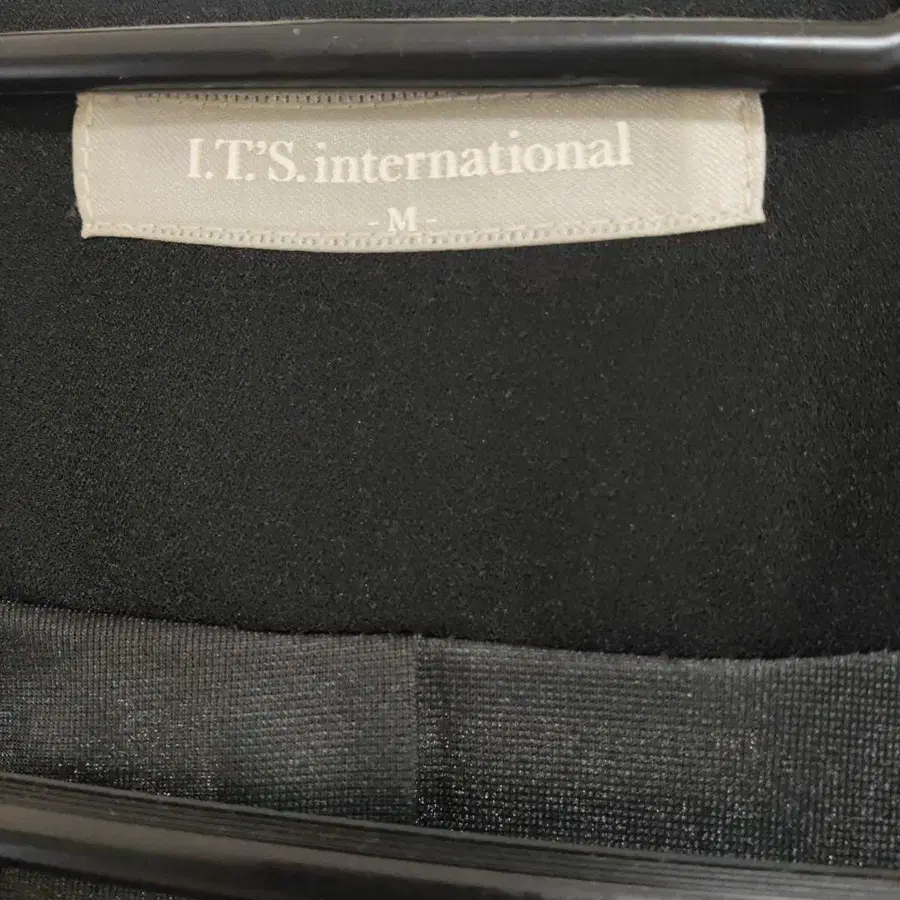 I.T.'S. international
- M -